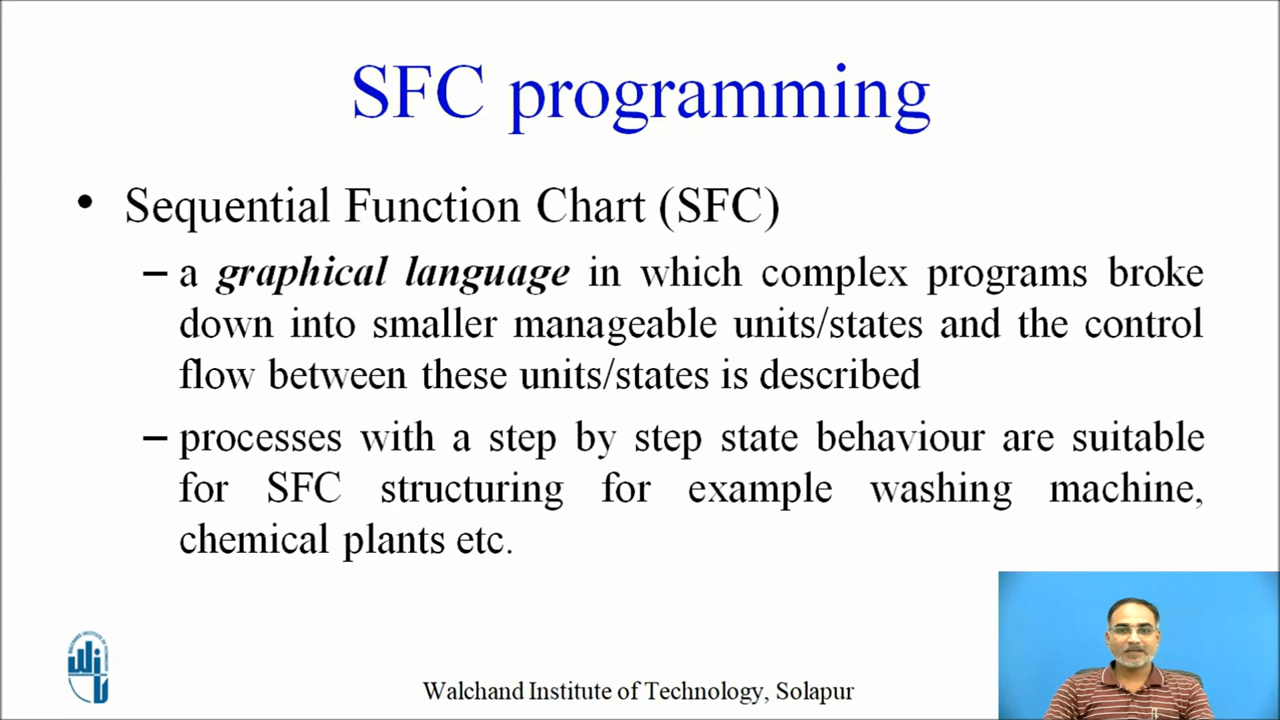 SFC programming
• Sequential Function Chart (SFC)
– a graphical language in which complex programs broke
down into smaller manageable units/states and the control
flow between these units/states is described
– processes with a step by step state behaviour are suitable
for SFC structuring for example washing machine,
chemical plants etc.
Walchand Institute of Technology, Solapur